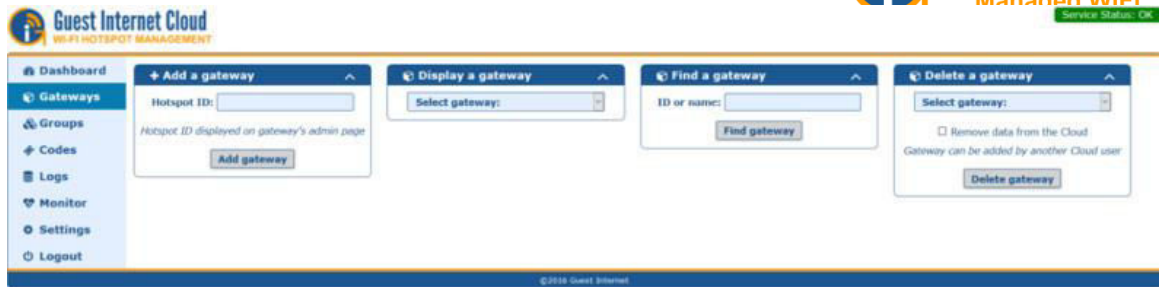 Guest Internet Cloud
WI-FI HOTSPOT MANAGEMENT
Managed WiFi
Service Status: OK
Dashboard
Gateways
Groups
Codes
Logs
Monitor
Settings
Logout
+ Add a gateway
Hotspot ID:
Hotspot ID displayed on gateway's admin page
Add gateway
Display a gateway
Select gateway:
Find a gateway
ID or name:
Find gateway
Delete a gateway
Select gateway:
Remove data from the Cloud
Gateway can be added by another Cloud user
Delete gateway
©2016 Guest Internet